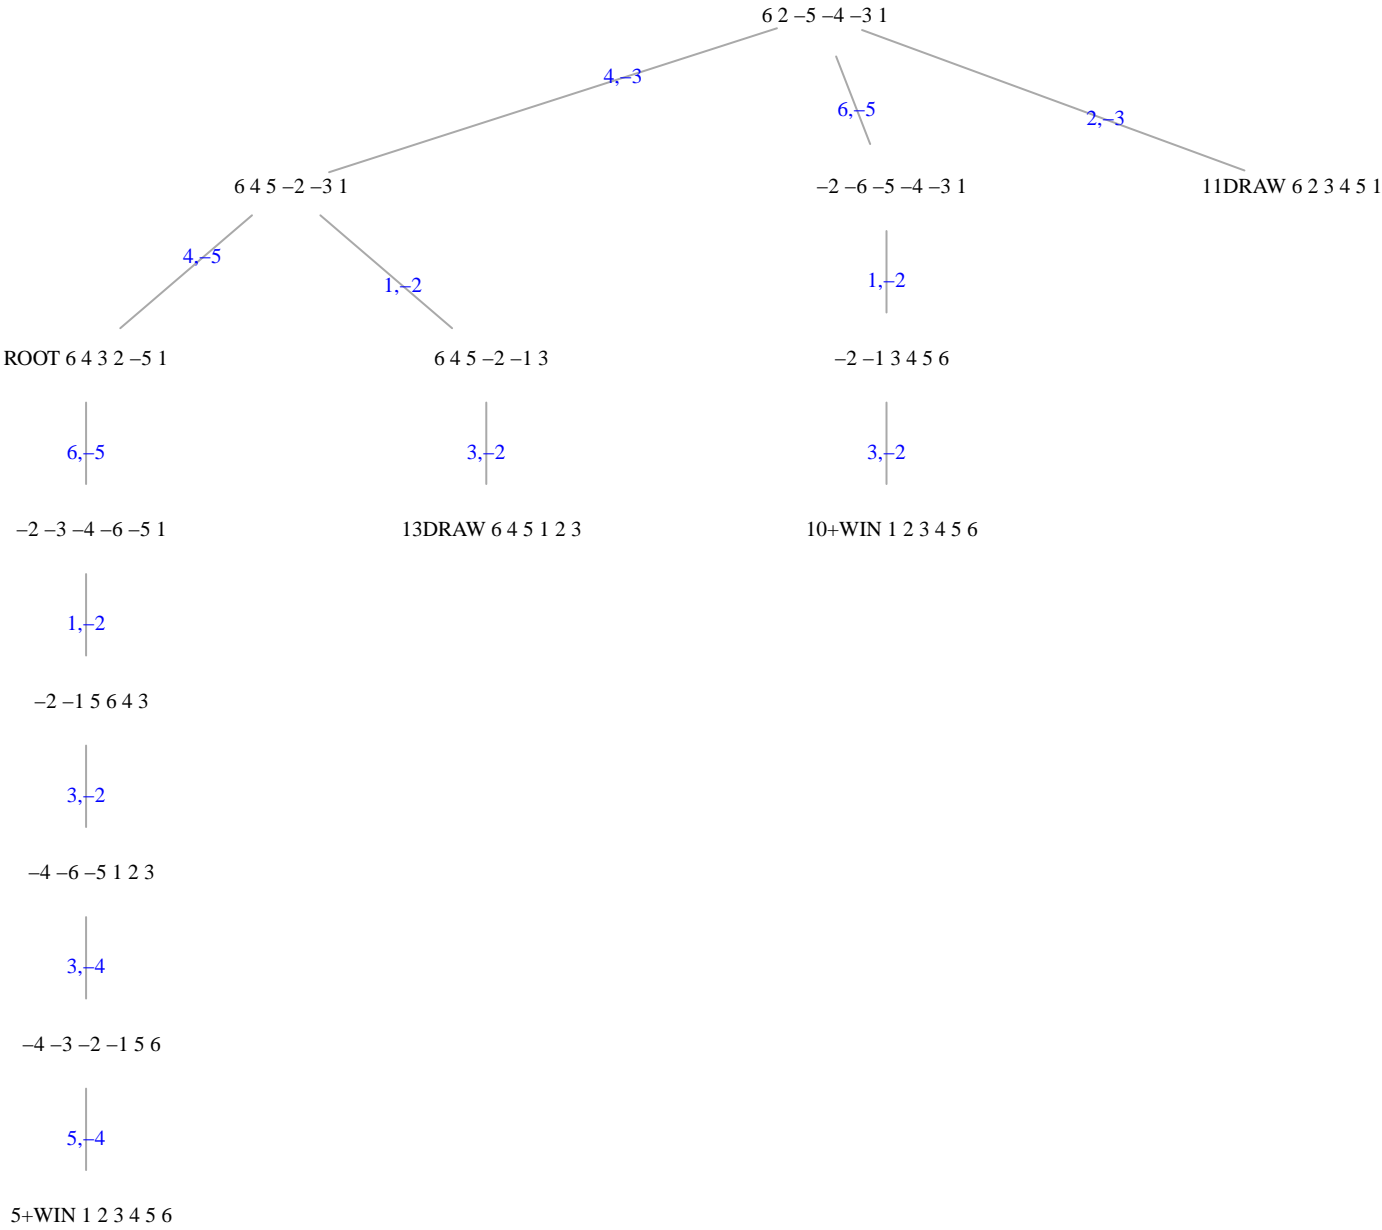 6 2 –5 –4 –3 1
4,–3
6,–5
2,–3
6 4 5 –2 –3 1
–2 –6 –5 –4 –3 1
11DRAW 6 2 3 4 5 1
4,–5
1,–2
1,–2
ROOT 6 4 3 2 –5 1
6 4 5 –2 –1 3
–2 –1 3 4 5 6
6,–5
3,–2
3,–2
–2 –3 –4 –6 –5 1
13DRAW 6 4 5 1 2 3
10+WIN 1 2 3 4 5 6
1,–2
–2 –1 5 6 4 3
3,–2
–4 –6 –5 1 2 3
3,–4
–4 –3 –2 –1 5 6
5,–4
5+WIN 1 2 3 4 5 6